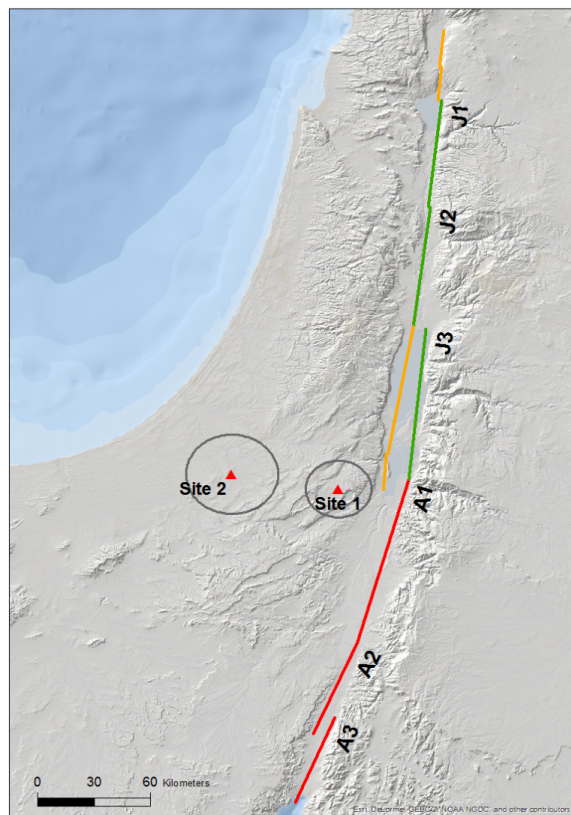 J1
J2
J3
Site 2
Site 1
A1
A2
A3
0 30 60 Kilometers
Esri, DeLorme, GEBCO, NOAA NGDC, and other contributors